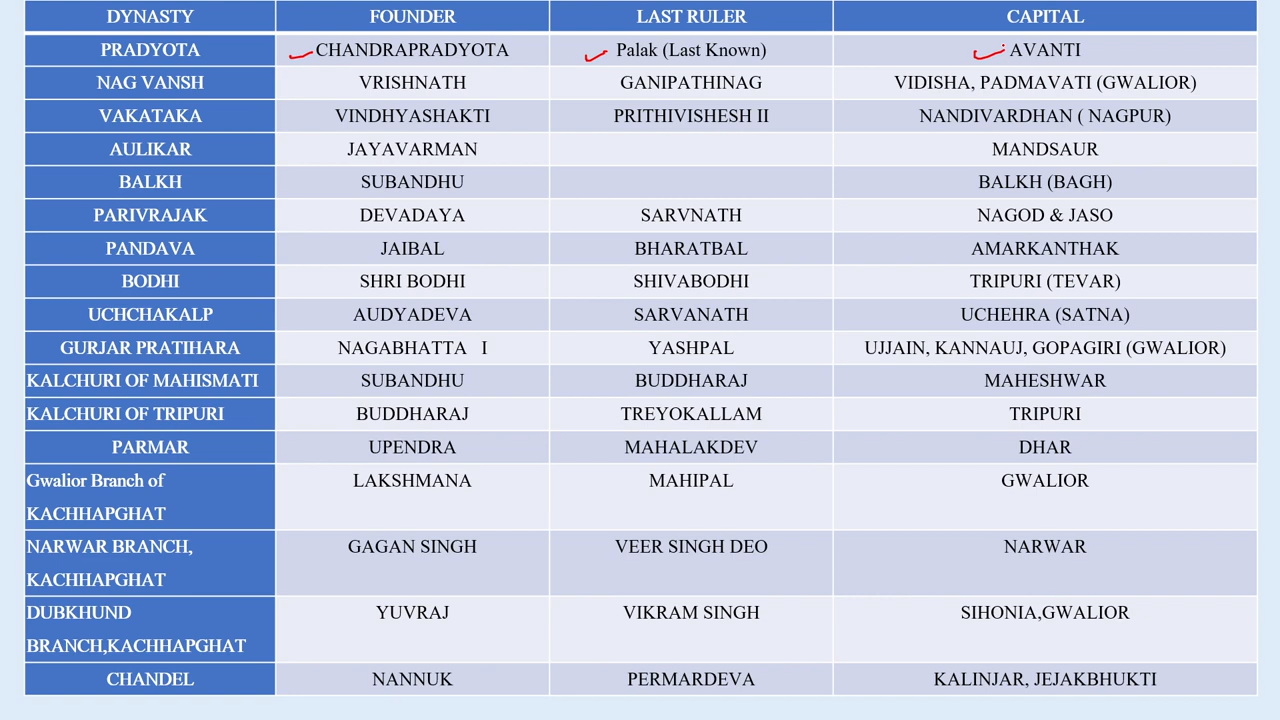 DYNASTY FOUNDER LAST RULER CAPITAL
PRADYOTA CHANDRAPRADYOTA Palak (Last Known) AVANTI
NAG VANSH VRISHNATH GANIPATHINAG VIDISHA, PADMAVATI (GWALIOR)
VAKATAKA VINDHYASHAKTI PRITHIVISHESH II NANDIVARDHAN ( NAGPUR)
AULIKAR JAYAVARMAN MANDSAUR
BALKH SUBANDHU BALKH (BAGH)
PARIVRAJAK DEVADAYA SARVNATH NAGOD & JASO
PANDAVA JAIBAL BHARATBAL AMARKANTHAK
BODHI SHRI BODHI SHIVABODHI TRIPURI (TEVAR)
UCHCHAKALP AUDYADEVA SARVANATH UCHEHRA (SATNA)
GURJAR PRATIHARA NAGABHATTA I YASHPAL UJJAIN, KANNAUJ, GOPAGIRI (GWALIOR)
KALCHURI OF MAHISMATI SUBANDHU BUDDHARAJ MAHESHWAR
KALCHURI OF TRIPURI BUDDHARAJ TREYOKALLAM TRIPURI
PARMAR UPENDRA MAHALAKDEV DHAR
Gwalior Branch of LAKSHMANA MAHIPAL GWALIOR
KACHHAPGHAT
NARWAR BRANCH, GAGAN SINGH VEER SINGH DEO NARWAR
KACHHAPGHAT
DUBKHUND YUVRAJ VIKRAM SINGH SIHONIA,GWALIOR
BRANCH,KACHHAPGHAT
CHANDEL NANNUK PERMARDEVA KALINJAR, JEJAKBHUKTI